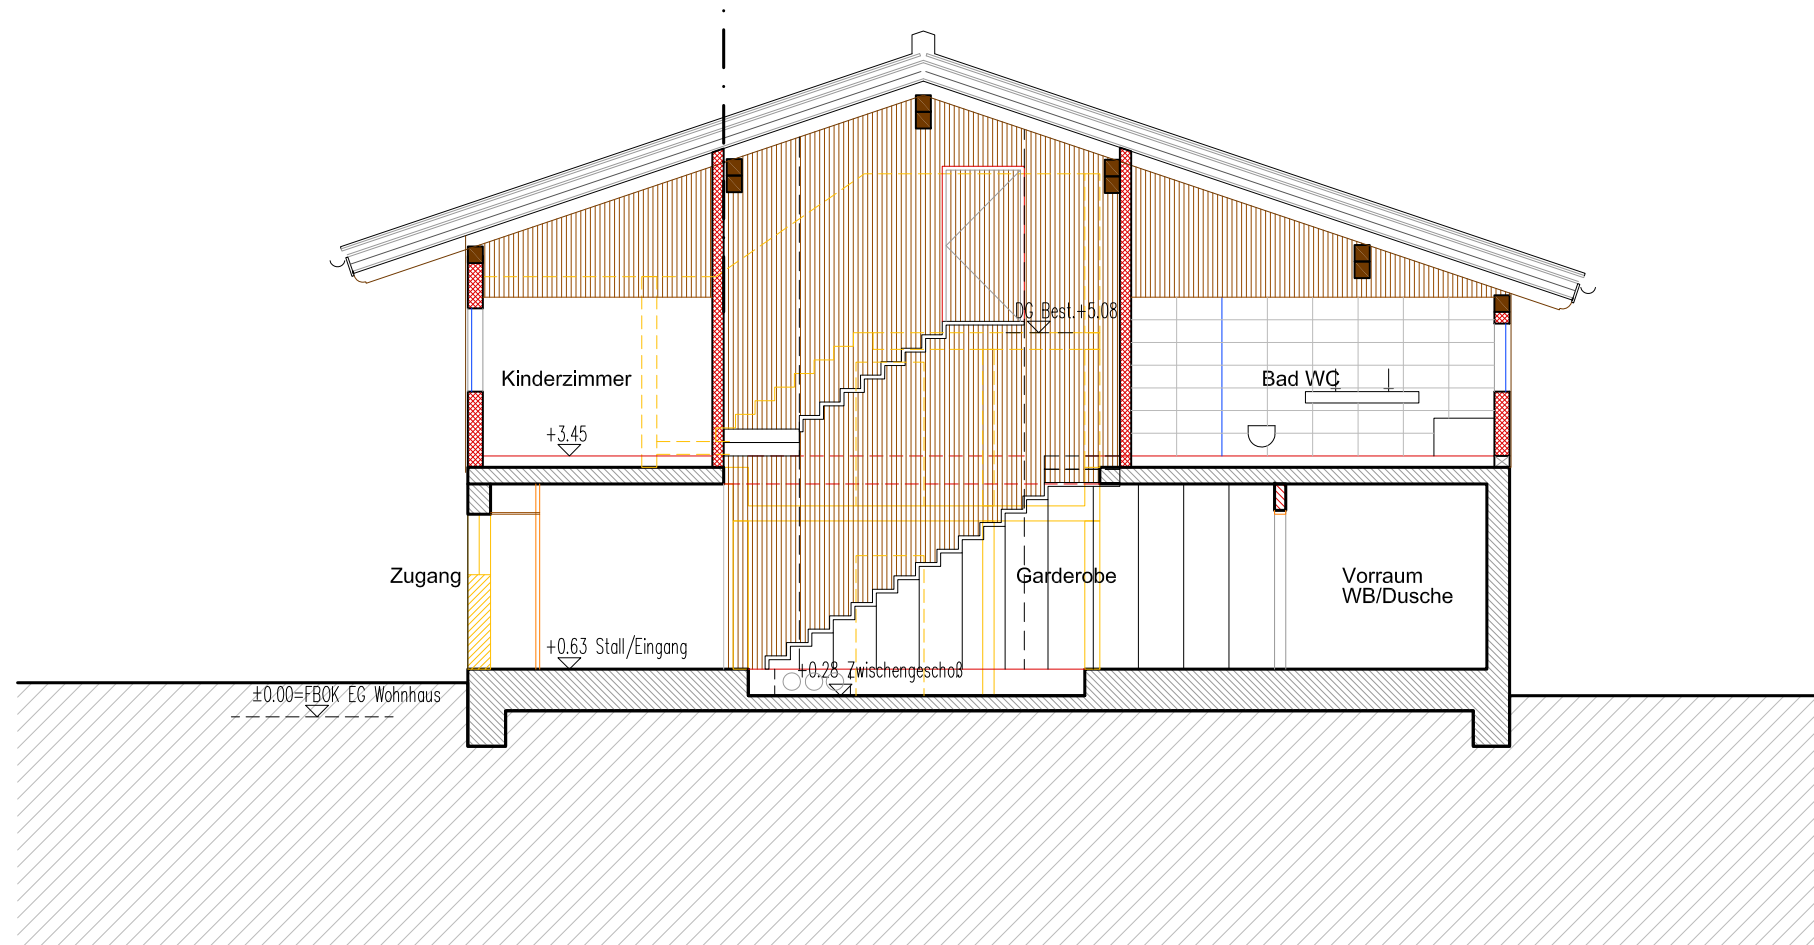 DG Best.+5.08
Kinderzimmer
Bad WC
+3.45
Zugang
Garderobe
Vorraum
WB/Dusche
+0.63 Stall/Eingang
+0.28 Zwischengeschoß
±0.00=FBOK EG Wohnhaus